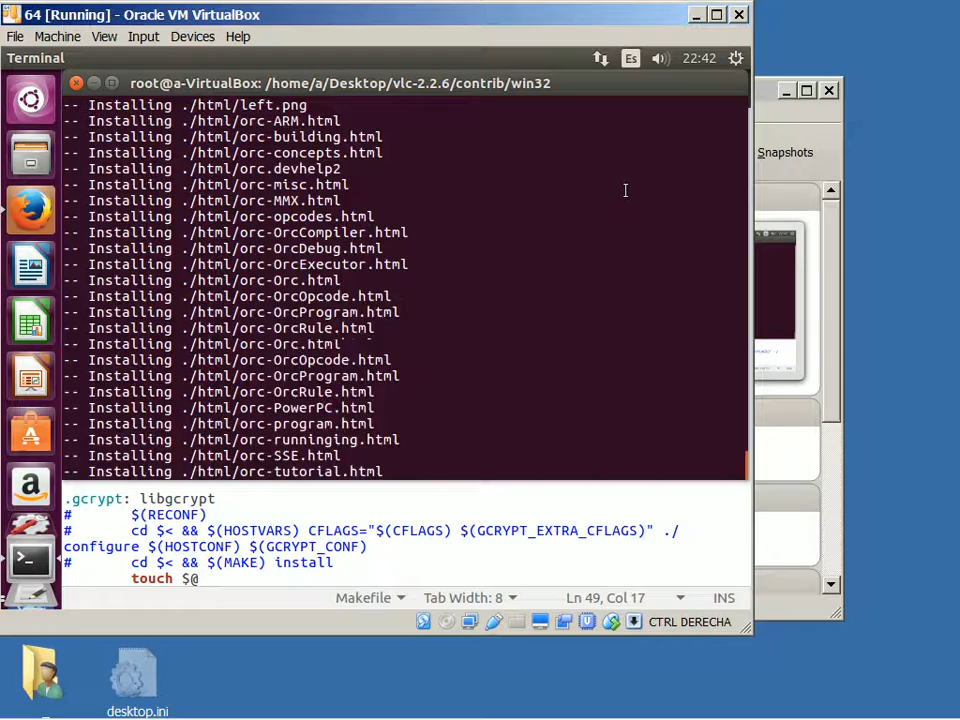 64 [Running] - Oracle VM VirtualBox
File Machine View Input Devices Help
Terminal Es 22:42
root@a-VirtualBox: /home/a/Desktop/vlc-2.2.6/contrib/win32
-- Installing ./html/left.png
-- Installing ./html/orc-ARM.html
-- Installing ./html/orc-building.html
-- Installing ./html/orc-concepts.html
-- Installing ./html/orc.devhelp2
-- Installing ./html/orc-misc.html
-- Installing ./html/orc-MMX.html
-- Installing ./html/orc-opcodes.html
-- Installing ./html/orc-OrcCompiler.html
-- Installing ./html/orc-OrcDebug.html
-- Installing ./html/orc-OrcExecutor.html
-- Installing ./html/orc-Orc.html
-- Installing ./html/orc-OrcOpcode.html
-- Installing ./html/orc-OrcProgram.html
-- Installing ./html/orc-OrcRule.html
-- Installing ./html/orc-Orc.html
-- Installing ./html/orc-OrcOpcode.html
-- Installing ./html/orc-OrcProgram.html
-- Installing ./html/orc-OrcRule.html
-- Installing ./html/orc-PowerPC.html
-- Installing ./html/orc-program.html
-- Installing ./html/orc-runninging.html
-- Installing ./html/orc-SSE.html
-- Installing ./html/orc-tutorial.html
.gcrypt: libgcrypt
# $(RECONF)
# cd $< && $(HOSTVARS) CFLAGS="$(CFLAGS) $(GCRYPT_EXTRA_CFLAGS)" ./
configure $(HOSTCONF) $(GCRYPT_CONF)
# cd $< && $(MAKE) install
touch $@
Makefile Tab Width: 8 Ln 49, Col 17 INS
CTRL DERECHA
Snapshots
desktop.ini